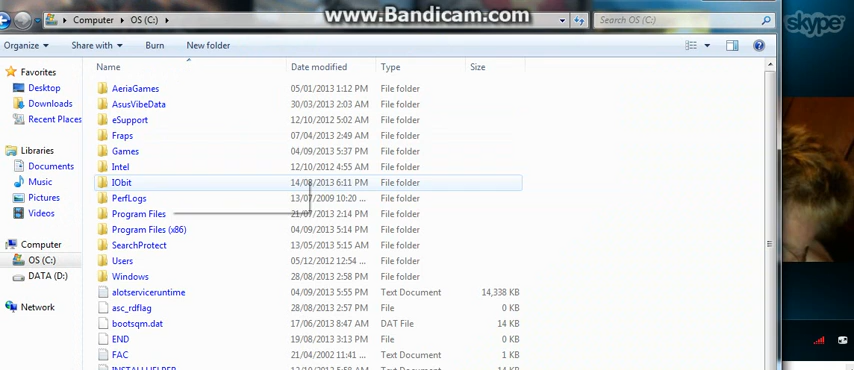 www.Bandicam.com
Computer OS (C:) Search OS (C:)
skype
Organize Share with Burn New folder
Name Date modified Type Size
Favorites
Desktop
Downloads
Recent Places
Libraries
Documents
Music
Pictures
Videos
Computer
OS (C:)
DATA (D:)
Network
AeriaGames 05/01/2013 1:12 PM File folder
AsusVibeData 30/03/2013 2:03 AM File folder
eSupport 12/10/2012 5:02 AM File folder
Fraps 07/04/2013 2:49 AM File folder
Games 04/09/2013 5:37 PM File folder
Intel 12/10/2012 4:55 AM File folder
IObit 14/08/2013 6:11 PM File folder
PerfLogs 13/07/2009 10:20 ... File folder
Program Files 21/07/2013 2:14 PM File folder
Program Files (x86) 04/09/2013 5:14 PM File folder
SearchProtect 13/05/2013 5:15 AM File folder
Users 05/12/2012 12:54 ... File folder
Windows 28/08/2013 2:58 PM File folder
alotserviceruntime 04/09/2013 5:55 PM Text Document 14,338 KB
asc_rdflag 28/08/2013 2:57 PM File 0 KB
bootsqm.dat 17/06/2013 8:47 AM DAT File 14 KB
END 19/08/2013 3:13 PM File 0 KB
FAC 21/04/2002 11:41 ... Text Document 1 KB